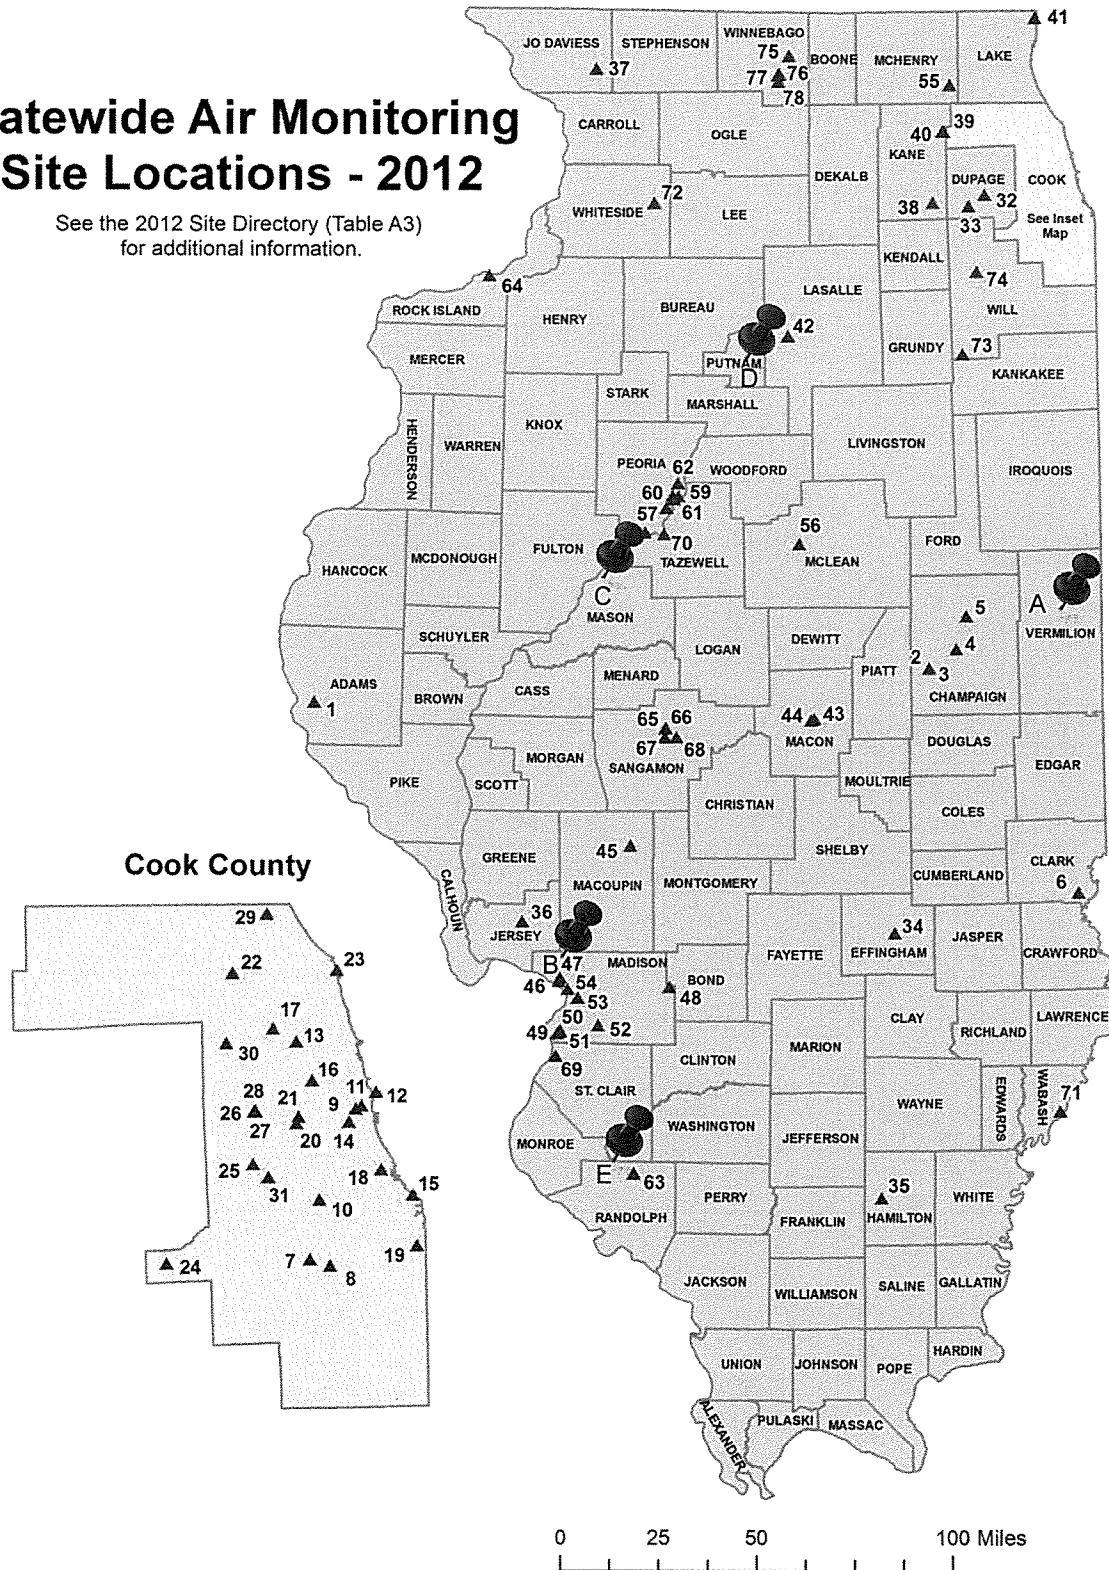 atewide Air Monitoring
Site Locations - 2012
See the 2012 Site Directory (Table A3)
for additional information.
41
JO DAVIESS
STEPHENSON
WINNEBAGO
75
BOONE
MCHENRY
LAKE
37
77
76
55
78
CARROLL
OGLE
39
40
KANE
DEKALB
DUPAGE
COOK
72
WHITESIDE
LEE
38
32
33
See Inset
Map
KENDALL
74
64
LASALLE
ROCK ISLAND
HENRY
BUREAU
WILL
42
MERCER
PUTNAM
D
GRUNDY
73
KANKAKEE
STARK
MARSHALL
HENDERSON
WARREN
KNOX
LIVINGSTON
PEORIA
62
WOODFORD
IROQUOIS
60
59
57
61
56
FULTON
70
TAZEWELL
MCLEAN
FORD
HANCOCK
MCDONOUGH
C
MASON
A
5
VERMILION
SCHUYLER
LOGAN
DEWITT
4
2
3
PIATT
ADAMS
1
BROWN
CASS
MENARD
CHAMPAIGN
65
66
44
43
67
68
MACON
DOUGLAS
MORGAN
SANGAMON
EDGAR
PIKE
SCOTT
MOULTRIE
CHRISTIAN
COLES
Cook County
GREENE
45
SHELBY
CLARK
CALHOUN
MACOUPIN
MONTGOMERY
CUMBERLAND
6
29
36
JERSEY
34
EFFINGHAM
JASPER
CRAWFORD
FAYETTE
B
47
MADISON
22
23
46
54
BOND
48
53
17
13
50
CLAY
RICHLAND
LAWRENCE
30
49
51
52
MARION
16
69
CLINTON
28
21
11
12
ST. CLAIR
WAYNE
EDWARDS
WABASH
71
26
9
27
20
14
WASHINGTON
MONROE
JEFFERSON
25
18
E
63
31
15
35
10
PERRY
HAMILTON
WHITE
RANDOLPH
FRANKLIN
19
24
7
8
JACKSON
WILLIAMSON
SALINE
GALLATIN
UNION
JOHNSON
POPE
HARDIN
ALEXANDER
PULASKI
MASSAC
0
25
50
100 Miles